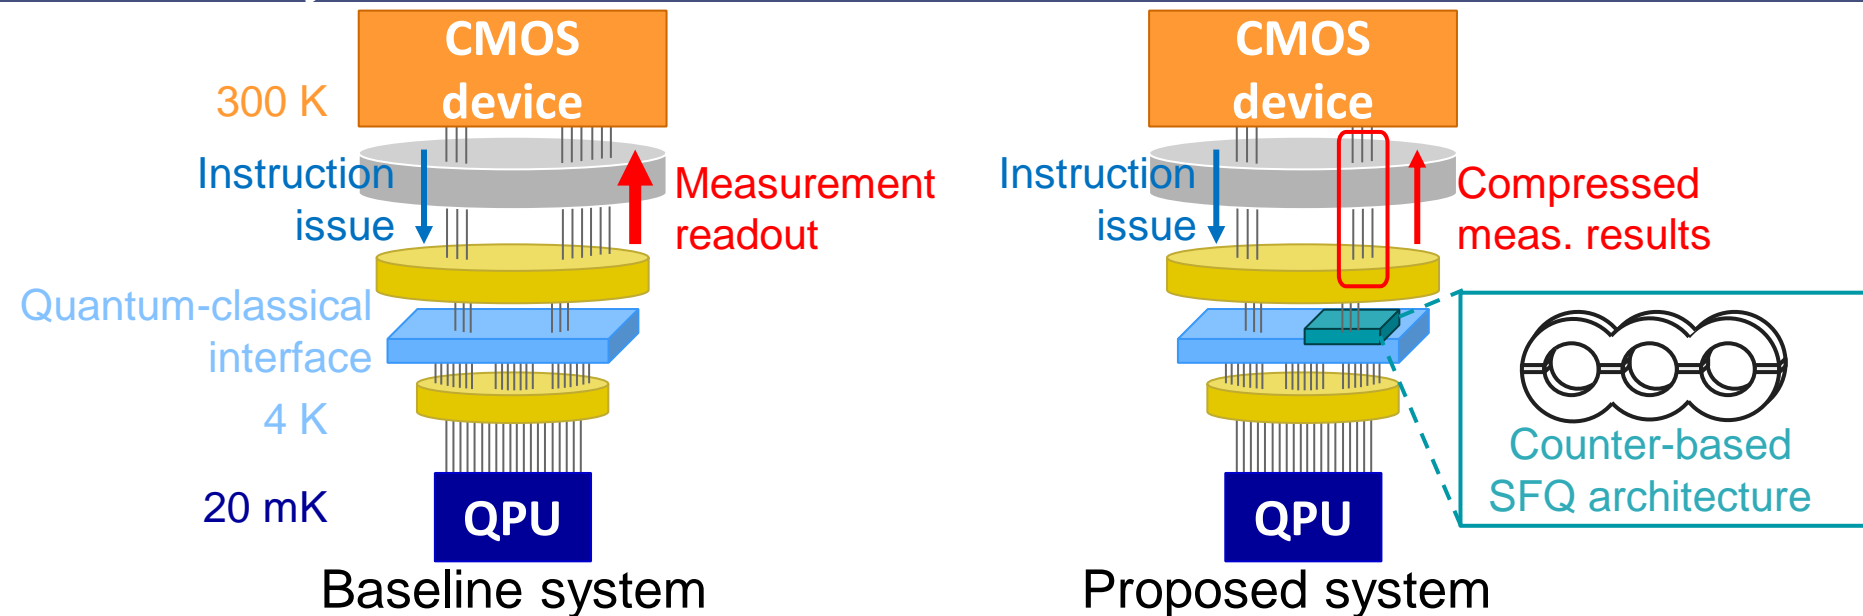 CMOS
device
300 K
Instruction
issue
Measurement
readout
Quantum-classical
interface
4 K
20 mK
QPU
Baseline system
CMOS
device
Instruction
issue
Compressed
meas. results
Counter-based
SFQ architecture
QPU
Proposed system